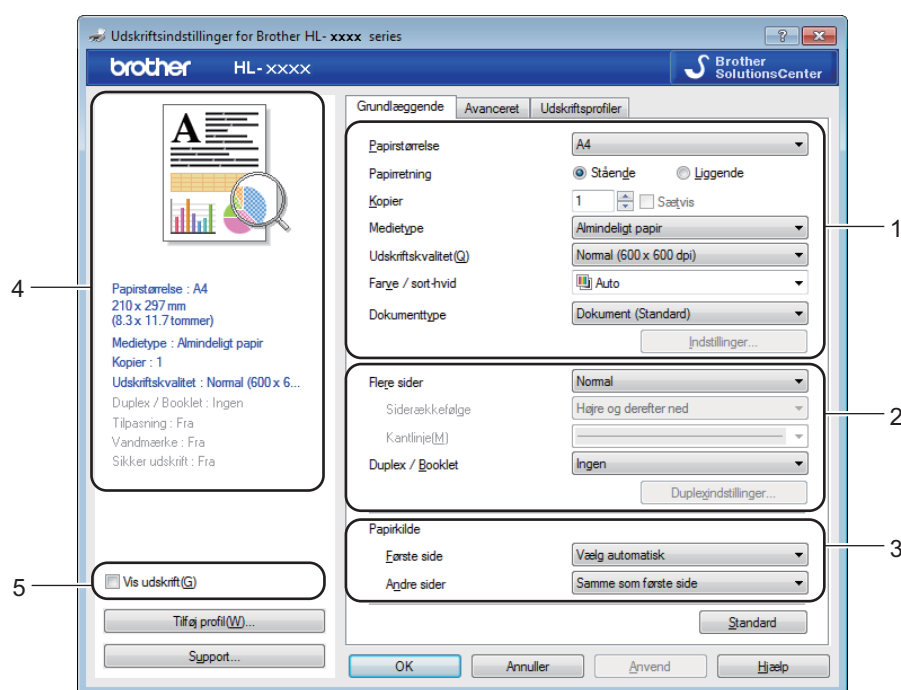 Udskriftsindstillinger for Brother HL- xxxx series
brother HL-xxxx
Brother
SolutionsCenter
A
Papirstørrelse : A4
210 x 297 mm
(8.3 x 11.7 tommer)
Medietype : Almindeligt papir
Kopier : 1
Udskriftskvalitet : Normal (600 x 6...
Duplex / Booklet : Ingen
Tilpasning : Fra
Vandmærke : Fra
Sikker udskrift : Fra
4
Vis udskrift(G)
5
Tilføj profil(W)...
Support...
Grundlæggende Avanceret Udskriftsprofiler
Papirstørrelse A4
Papirretning Stående Liggende
Kopier 1 Sætvis
Medietype Almindeligt papir
1
Udskriftskvalitet(Q) Normal (600 x 600 dpi)
Farve / sort-hvid Auto
Dokumenttype Dokument (Standard)
Indstillinger...
Flere sider Normal
Siderækkefølge Højre og derefter ned
2
Kantlinje(M)
Duplex / Booklet Ingen
Duplexindstillinger...
Papirkilde
Første side Vælg automatisk
3
Andre sider Samme som første side
Standard
OK Annuller Anvend Hjælp